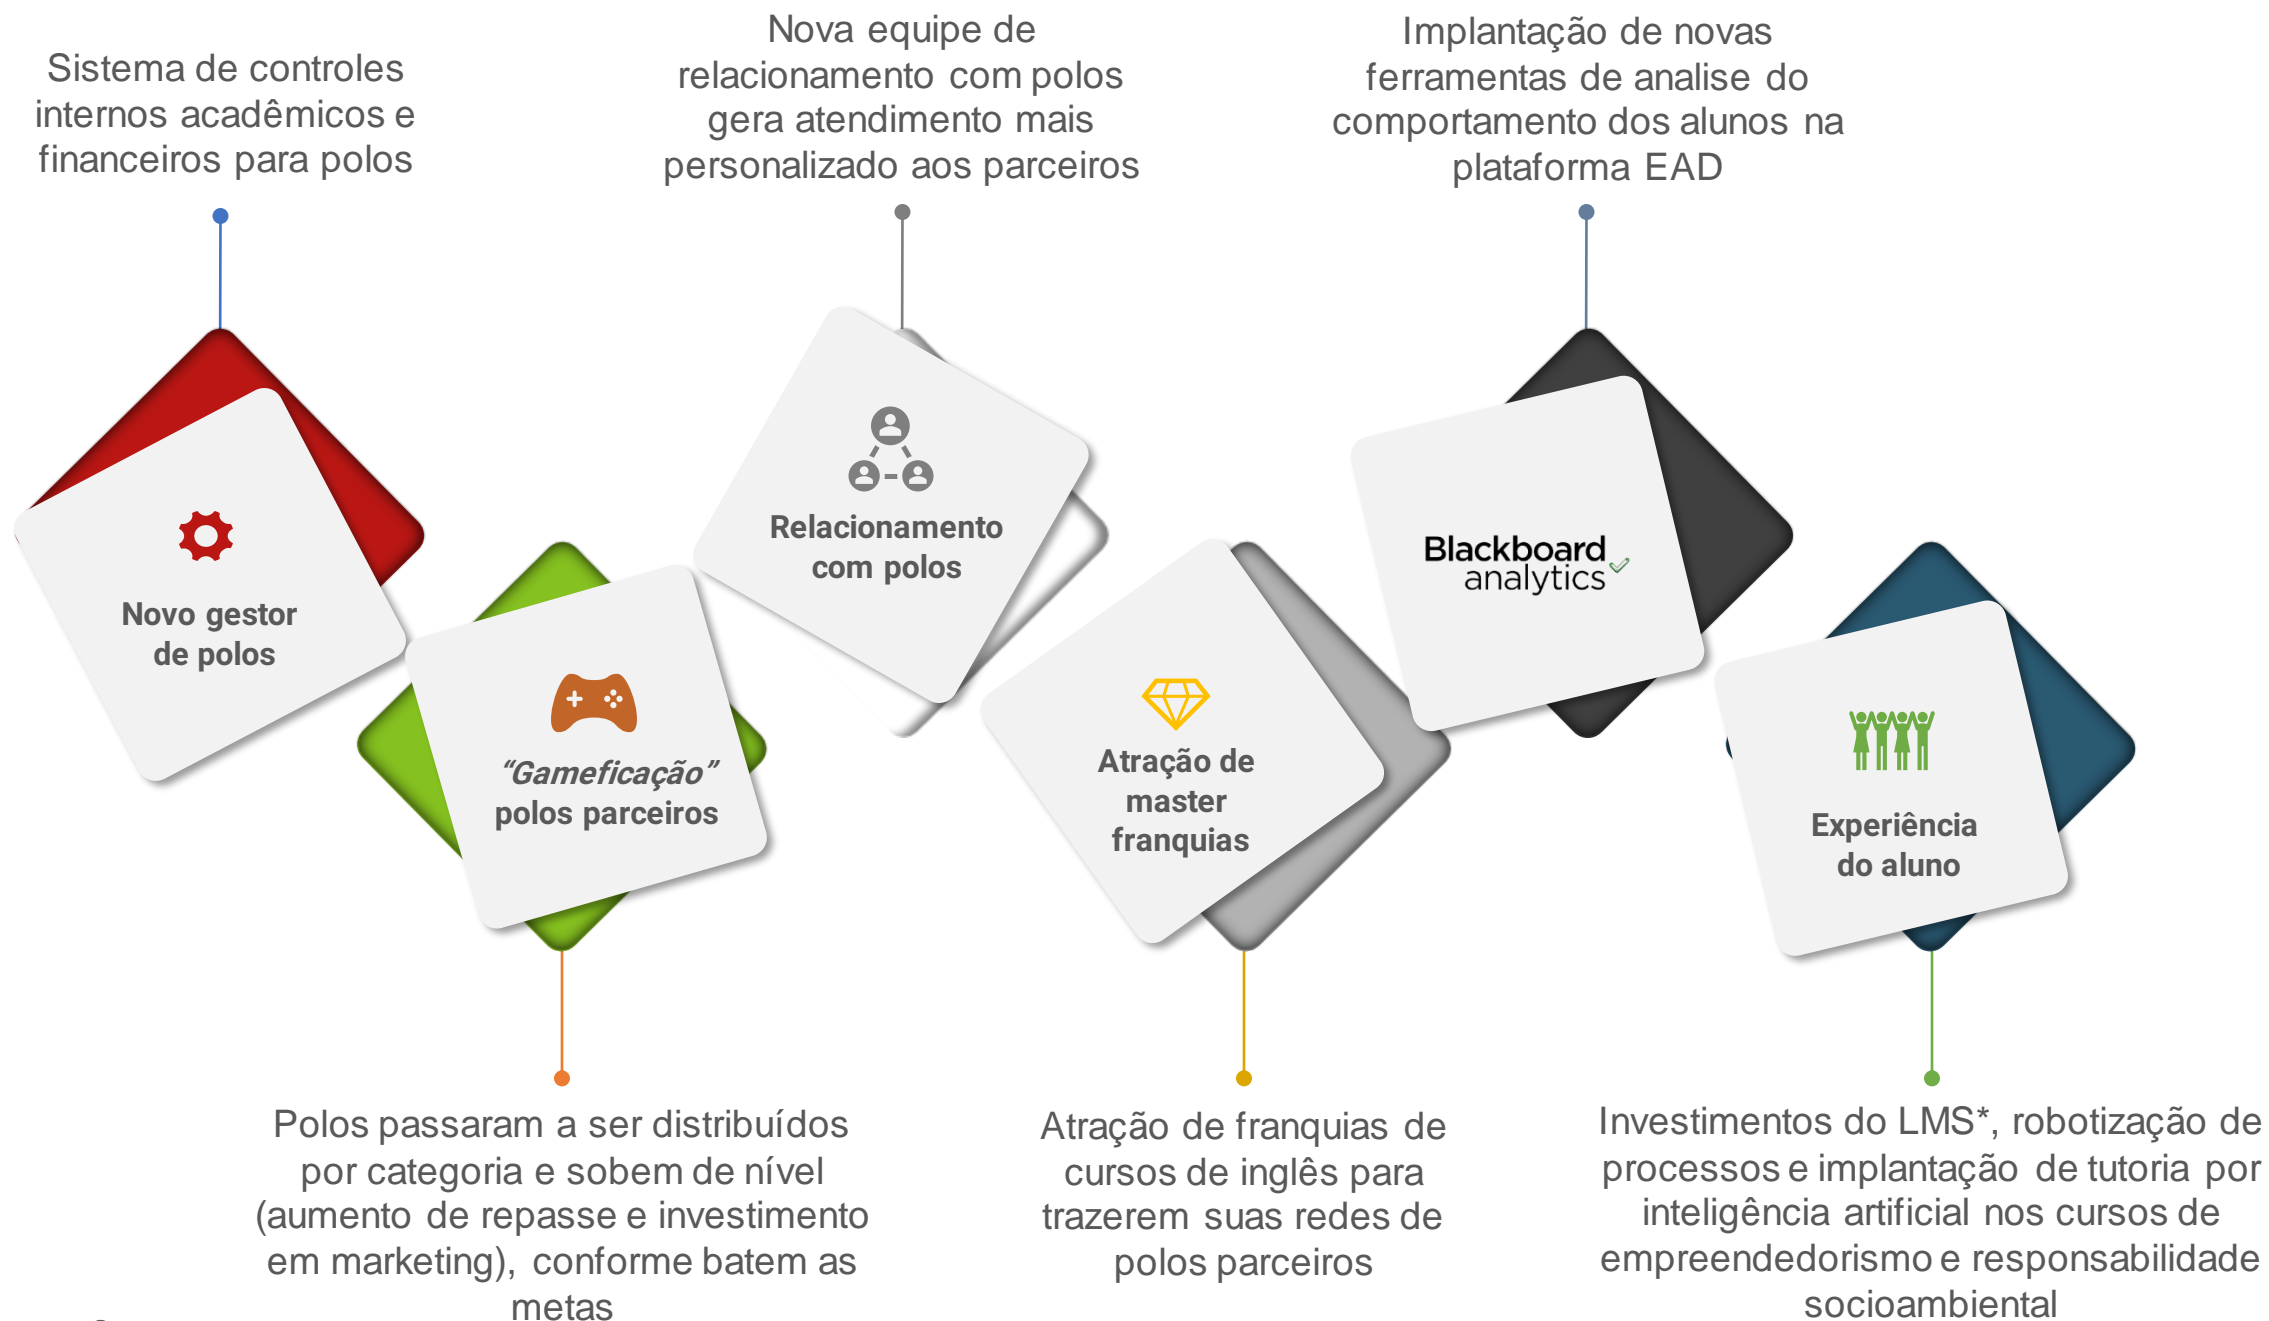 Sistema de controles
internos acadêmicos e
financeiros para polos
Novo gestor
de polos
“Gameficação”
polos parceiros
Polos passaram a ser distribuídos
por categoria e sobem de nível
(aumento de repasse e investimento
em marketing), conforme batem as
metas
Nova equipe de
relacionamento com polos
gera atendimento mais
personalizado aos parceiros
Relacionamento
com polos
Atração de
master
franquias
Atração de franquias de
cursos de inglês para
trazerem suas redes de
polos parceiros
Implantação de novas
ferramentas de analise do
comportamento dos alunos na
plataforma EAD
Blackboard
analytics
Experiência
do aluno
Investimentos do LMS*, robotização de
processos e implantação de tutoria por
inteligência artificial nos cursos de
empreendedorismo e responsabilidade
socioambiental